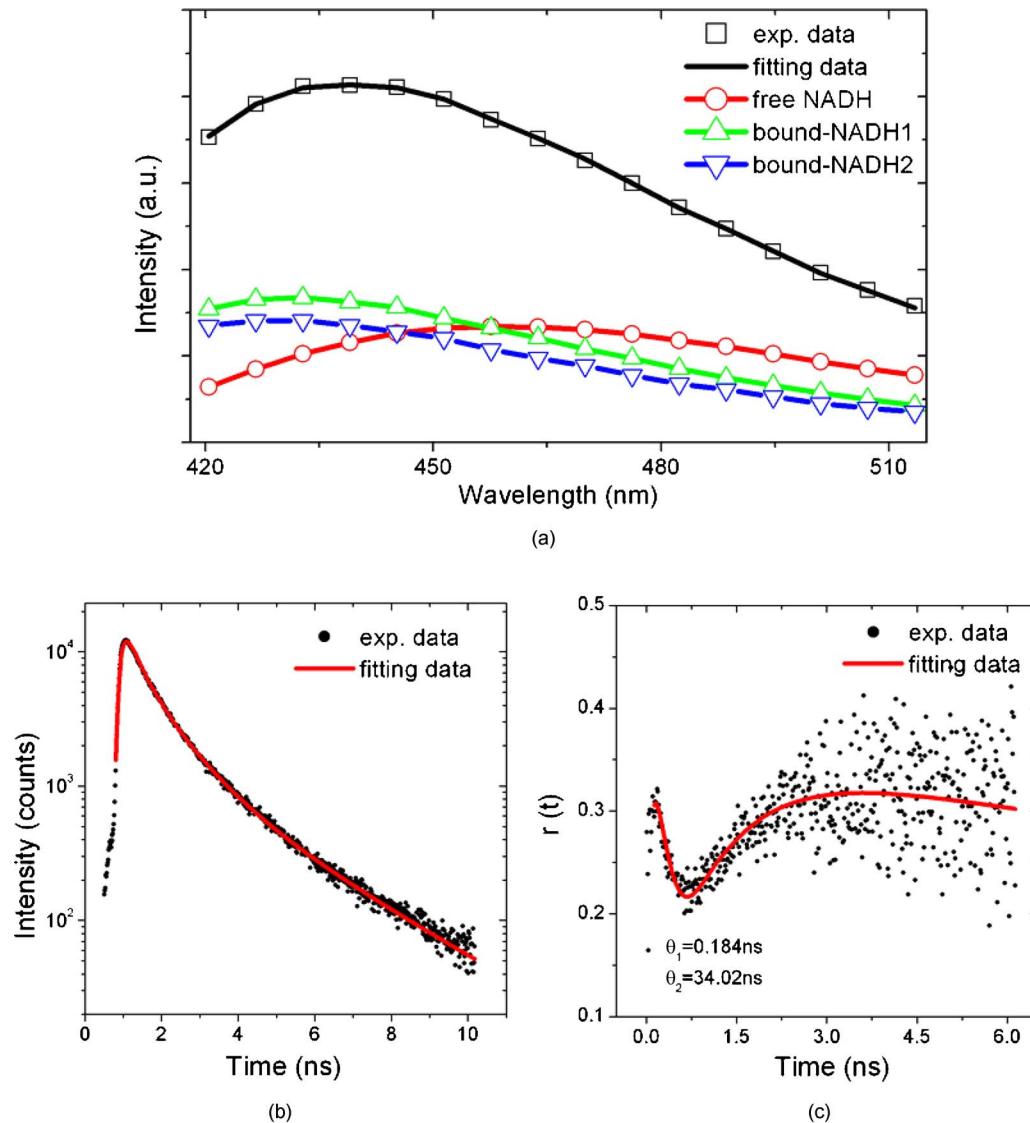 exp. data
fitting data
free NADH
bound-NADH1
bound-NADH2
Intensity (a.u.)
420
450
480
510
Wavelength (nm)
(a)
exp. data
fitting data
10⁴
10³
10²
Intensity (counts)
0
2
4
6
8
10
Time (ns)
(b)
0.5
0.4
0.3
0.2
0.1
r (t)
exp. data
fitting data
θ₁=0.184ns
θ₂=34.02ns
0.0
1.5
3.0
4.5
6.0
Time (ns)
(c)